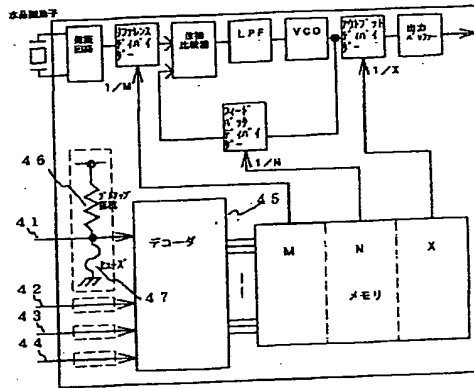 水晶振動子
発振
回路
リファレンス
ディバイ
ダー
位相
比較器
LPF
VCO
アウトプット
ディバイ
ダー
出力
バッファー
1/M
1/X
フィード
バック
ディバイ
ダー
1/N
46
プルアップ
抵抗
41
45
デコーダ
M
N
X
メモリ
ヒューズ
47
42
43
44